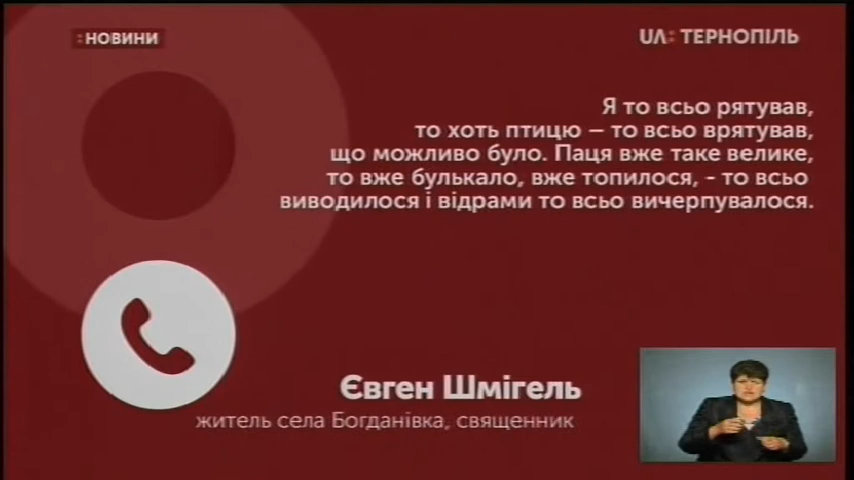 :НОВИНИ
UA: ТЕРНОПІЛЬ
Я то всьо рятував,
то хоть птицю – то всьо врятував,
що можливо було. Паця вже таке велике,
то вже булькало, вже топилося, - то всьо
виводилося і відрами то всьо вичерпувалося.
Євген Шмігель
житель села Богданівка, священник